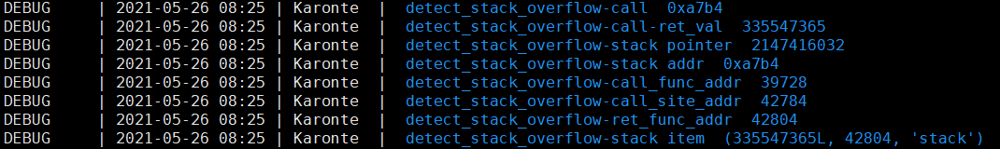 DEBUG | 2021-05-26 08:25 | Karonte | detect_stack_overflow-call 0xa7b4
DEBUG | 2021-05-26 08:25 | Karonte | detect_stack_overflow-call-ret_val 335547365
DEBUG | 2021-05-26 08:25 | Karonte | detect_stack_overflow-stack pointer 2147416032
DEBUG | 2021-05-26 08:25 | Karonte | detect_stack_overflow-stack addr 0xa7b4
DEBUG | 2021-05-26 08:25 | Karonte | detect_stack_overflow-call_func_addr 39728
DEBUG | 2021-05-26 08:25 | Karonte | detect_stack_overflow-call_site_addr 42784
DEBUG | 2021-05-26 08:25 | Karonte | detect_stack_overflow-ret_func_addr 42804
DEBUG | 2021-05-26 08:25 | Karonte | detect_stack_overflow-stack item (335547365L, 42804, 'stack')